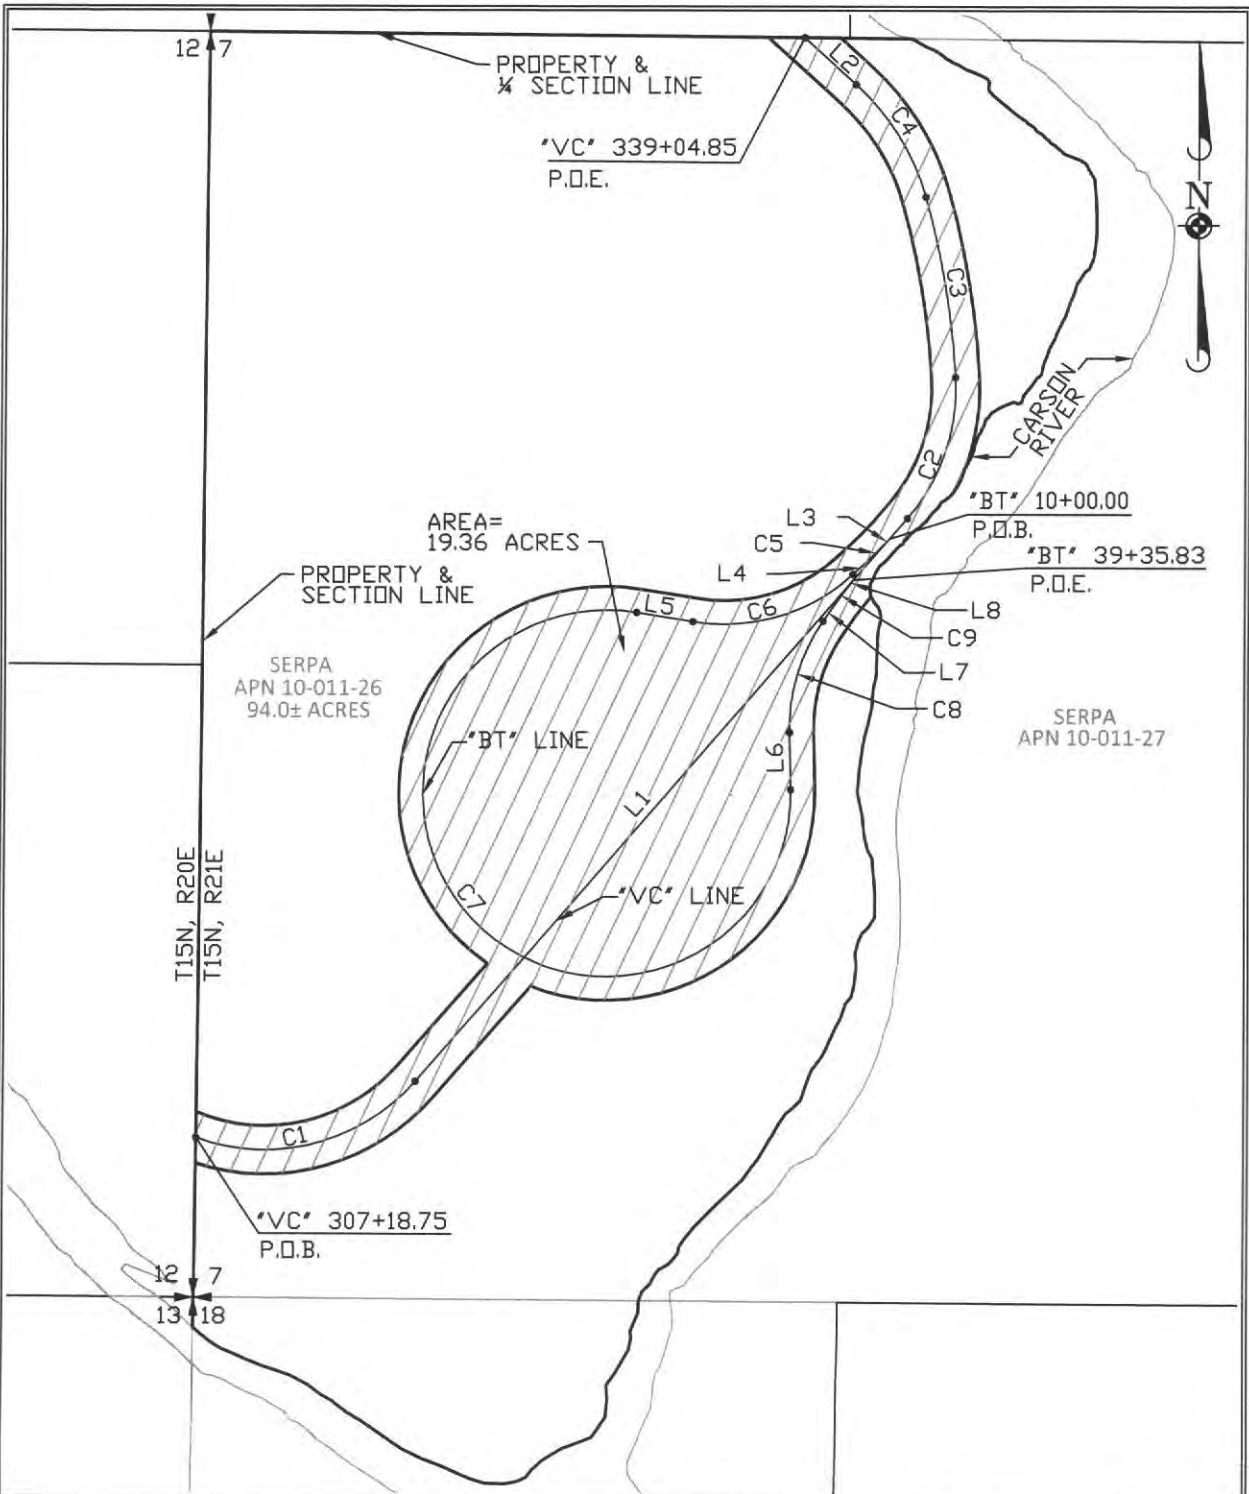 12 7
PROPERTY &
¼ SECTION LINE
"VC" 339+04.85
P.O.E.
L2
C4
N
C3
CARSON
RIVER
C2
"BT" 10+00.00
P.O.B.
L3
C5
AREA=
19.36 ACRES
"BT" 39+35.83
P.O.E.
L4
PROPERTY &
SECTION LINE
L5
C6
L8
C9
L7
C8
SERPA
APN 10-011-26
94.0± ACRES
SERPA
APN 10-011-27
"BT" LINE
L6
L1
T15N, R20E
T15N, R21E
C7
"VC" LINE
C1
"VC" 307+18.75
P.O.B.
12 7
13 18